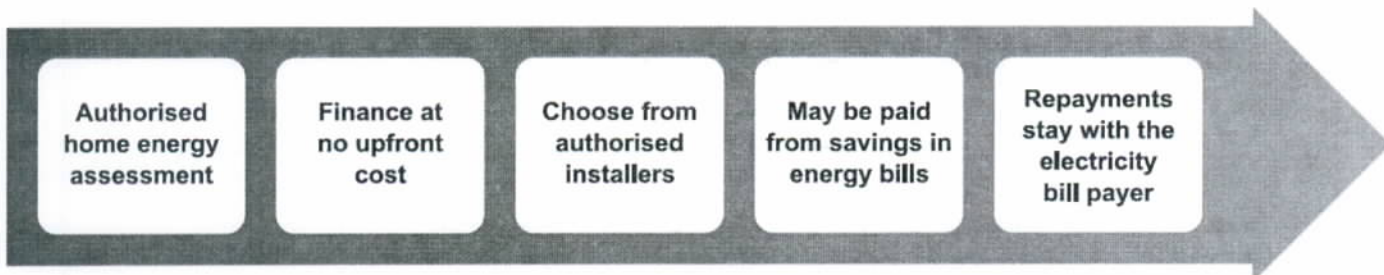 Authorised
home energy
assessment
Finance at
no upfront
cost
Choose from
authorised
installers
May be paid
from savings in
energy bills
Repayments
stay with the
electricity
bill payer